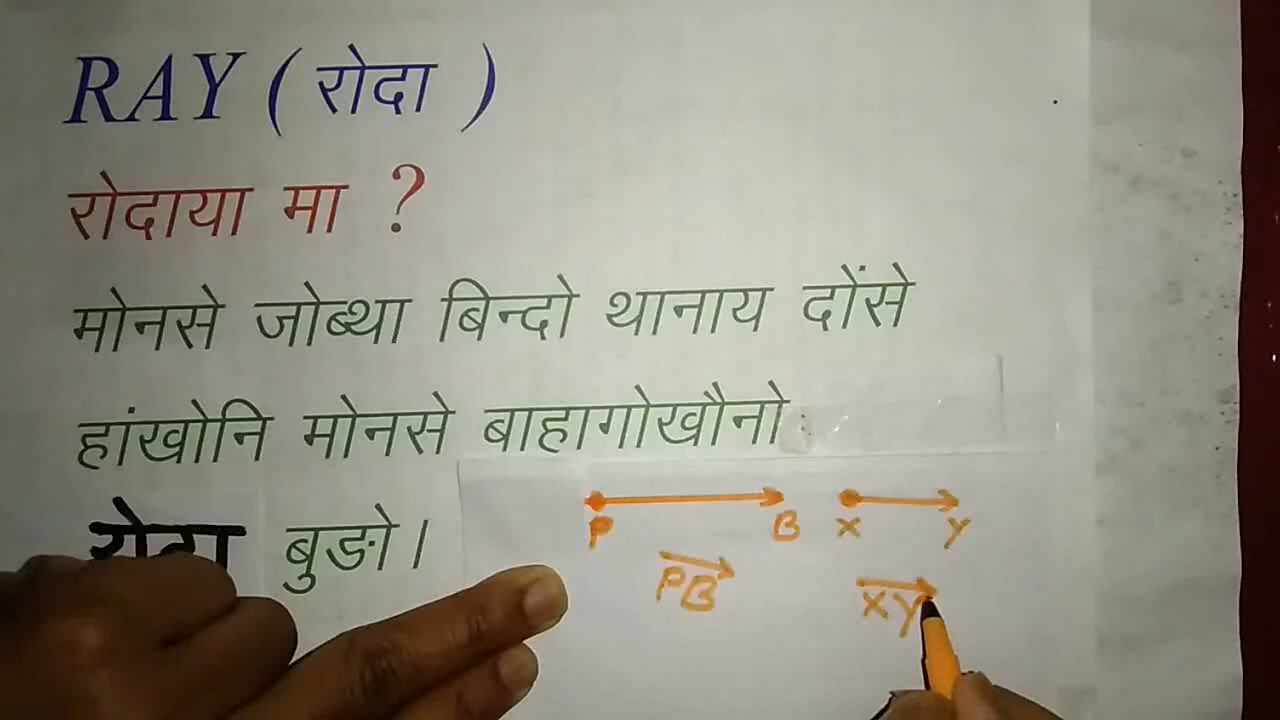 RAY ( रोदा )
रोदाया मा ?
मोनसे जोब्था बिन्दो थानाय दोंसे
हांखोनि मोनसे बाहागोखौनो
रोदा बुङो।
P B X Y
PB XY